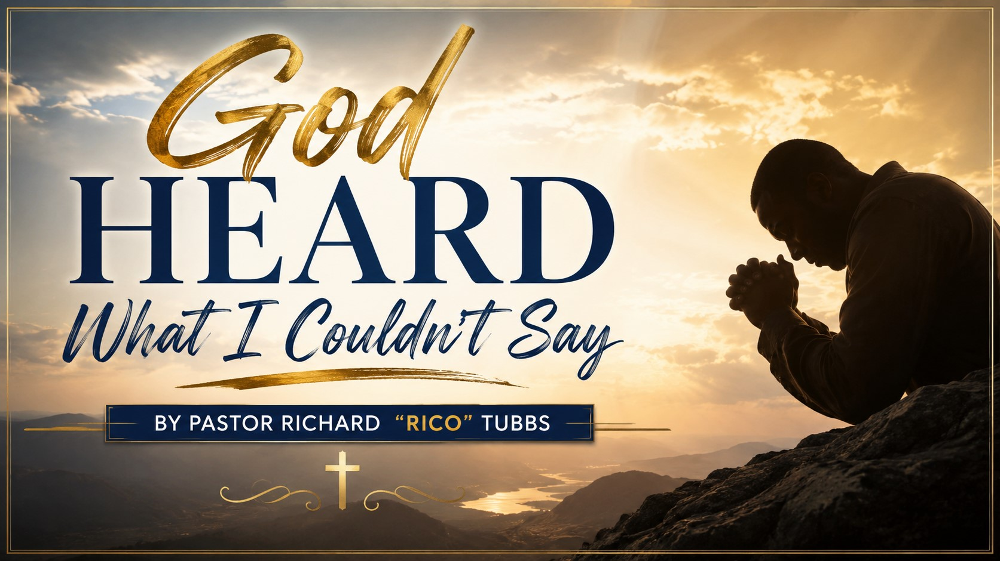 God
HEARD
What I Couldn't Say
BY PASTOR RICHARD "RICO" TUBBS